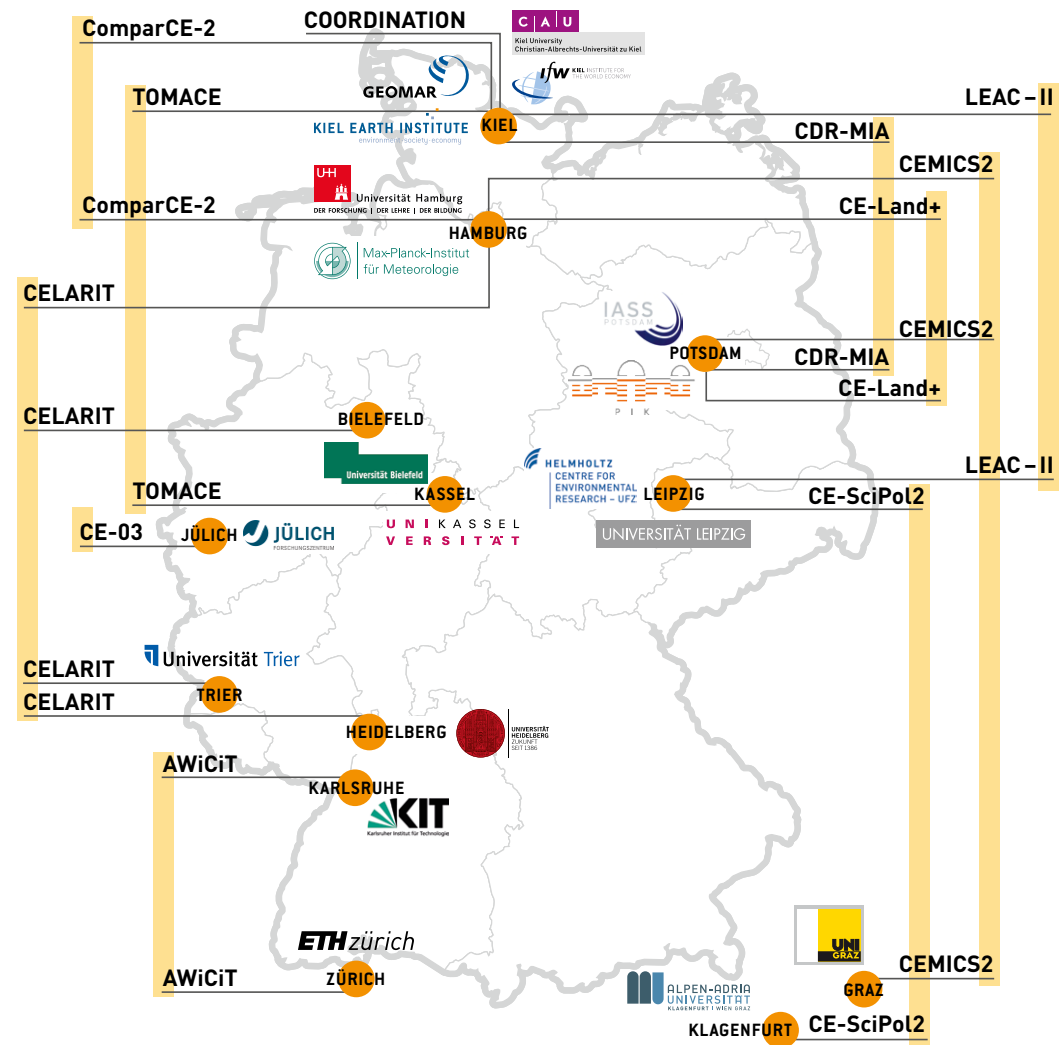 ComparCE-2
COORDINATION
C A U
Kiel University
Christian-Albrechts-Universität zu Kiel
ifw KIEL INSTITUTE FOR
THE WORLD ECONOMY
GEOMAR
TOMACE
LEAC–II
KIEL EARTH INSTITUTE
environment·society·economy
KIEL
CDR-MIA
CEMICS2
UH
Universität Hamburg
DER FORSCHUNG | DER LEHRE | DER BILDUNG
ComparCE-2
CE-Land+
HAMBURG
Max-Planck-Institut
für Meteorologie
CELARIT
IASS
POTSDAM
CEMICS2
POTSDAM
CDR-MIA
CE-Land+
PIK
CELARIT
BIELEFELD
Universität Bielefeld
HELMHOLTZ
CENTRE FOR
ENVIRONMENTAL
RESEARCH – UFZ
LEAC–II
TOMACE
KASSEL
LEIPZIG
CE-SciPol2
UNIKASSEL
VERSITÄT
UNIVERSITÄT LEIPZIG
CE-03
JÜLICH
JÜLICH
FORSCHUNGSZENTRUM
Universität Trier
CELARIT
TRIER
CELARIT
HEIDELBERG
UNIVERSITÄT
HEIDELBERG
ZUKUNFT
SEIT 1386
AWiCiT
KARLSRUHE
KIT
Karlsruher Institut für Technologie
ETHzürich
AWiCiT
ZÜRICH
UNI
GRAZ
CEMICS2
GRAZ
ALPEN-ADRIA
UNIVERSITÄT
KLAGENFURT | WIEN GRAZ
KLAGENFURT
CE-SciPol2